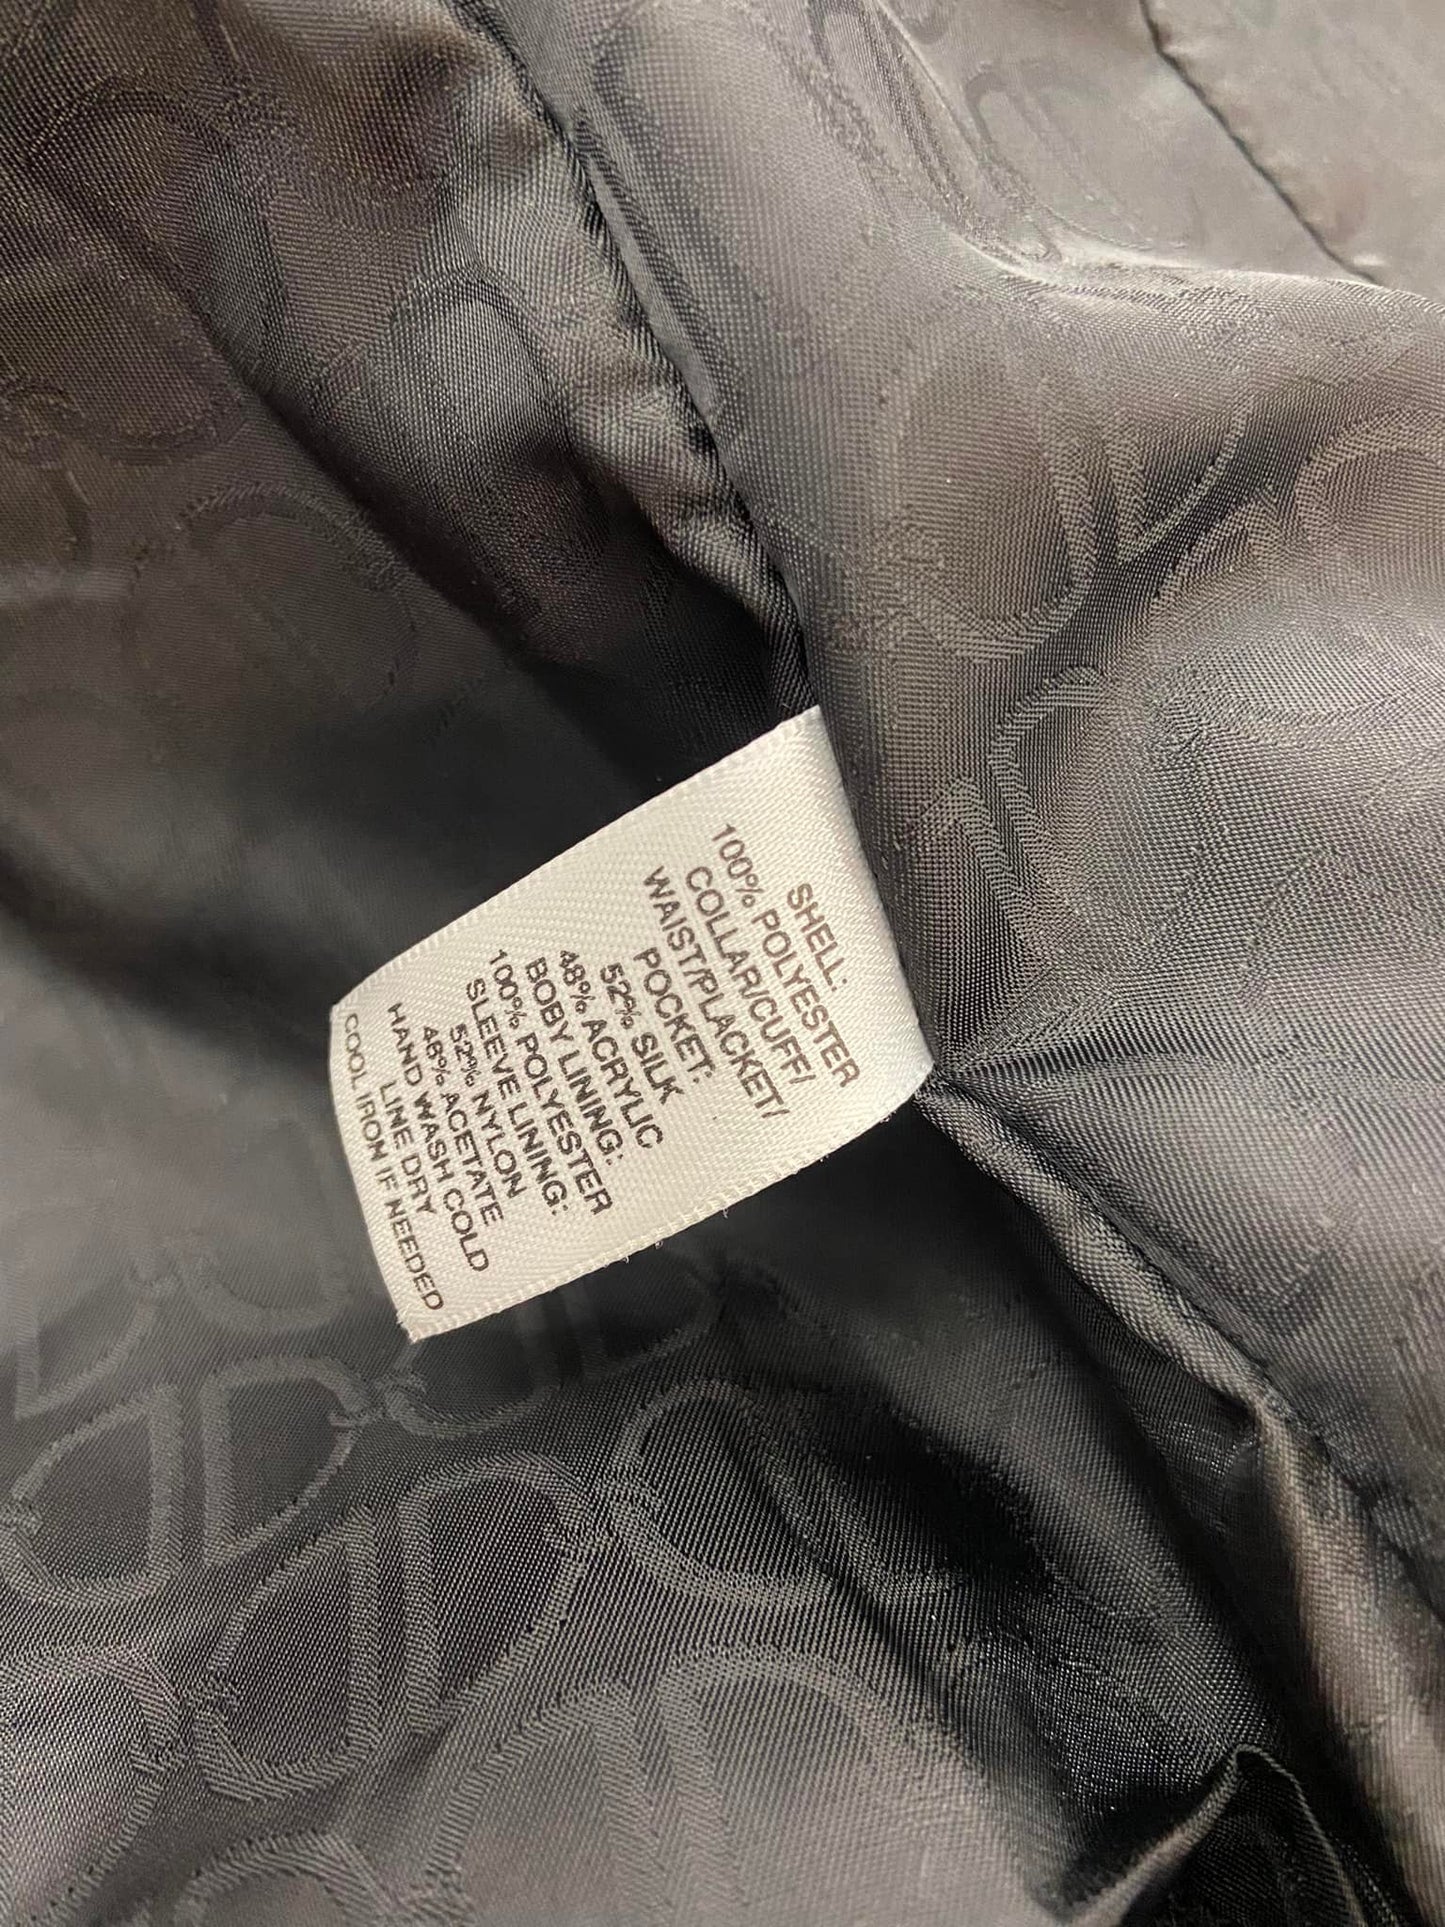 SHELL:
100% POLYESTER
COLLAR/CUFF/
WAIST/PLACKET/
POCKET:
52% SILK
48% ACRYLIC
BOBY LINING:
100% POLYESTER
SLEEVE LINING:
52% NYLON
46% ACETATE
HAND WASH COLD
LINE DRY
COOL IRON IF NEEDED